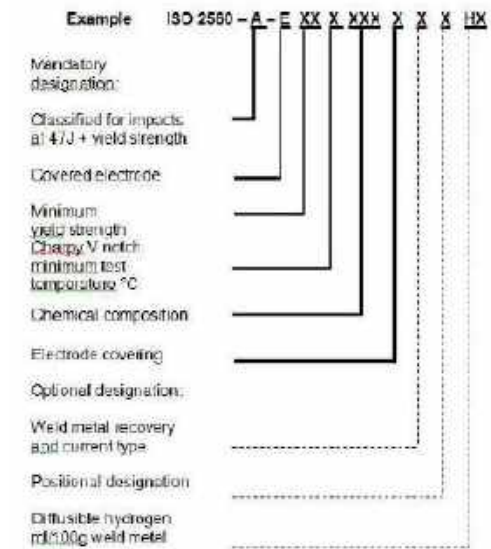 Example ISO 2560 – A – E XX X XXX X X X HX
Mandatory
designation:
Classified for impacts
at 47J + yield strength
Covered electrode
Minimum
yield strength
Charpy V notch
minimum test
temperature °C
Chemical composition
Electrode covering
Optional designation:
Weld metal recovery
and current type
Positional designation
Diffusible hydrogen
ml/100g weld metal